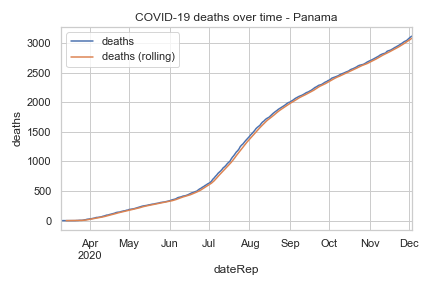 COVID-19 deaths over time - Panama
deaths
deaths (rolling)
3000
2500
2000
1500
1000
500
0
deaths
Apr May Jun Jul Aug Sep Oct Nov Dec
2020
dateRep